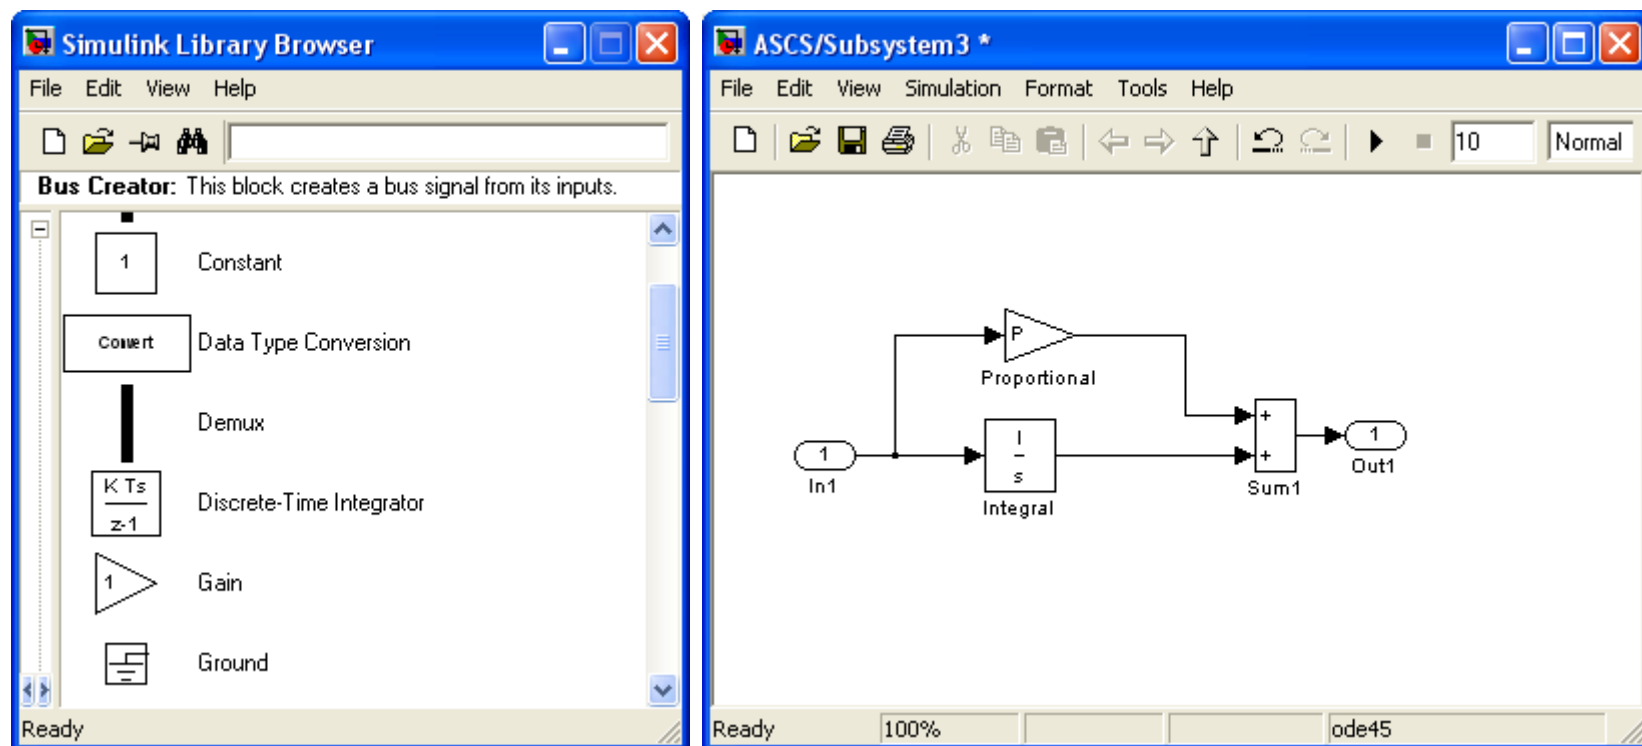 Simulink Library Browser
File Edit View Help
Bus Creator: This block creates a bus signal from its inputs.
1
Constant
Convert
Data Type Conversion
Demux
K Ts
z-1
Discrete-Time Integrator
1
Gain
Ground
Ready
ASCS/Subsystem3 *
File Edit View Simulation Format Tools Help
10 Normal
P
Proportional
1
In1
I
s
Integral
+
+
Sum1
1
Out1
Ready 100% ode45